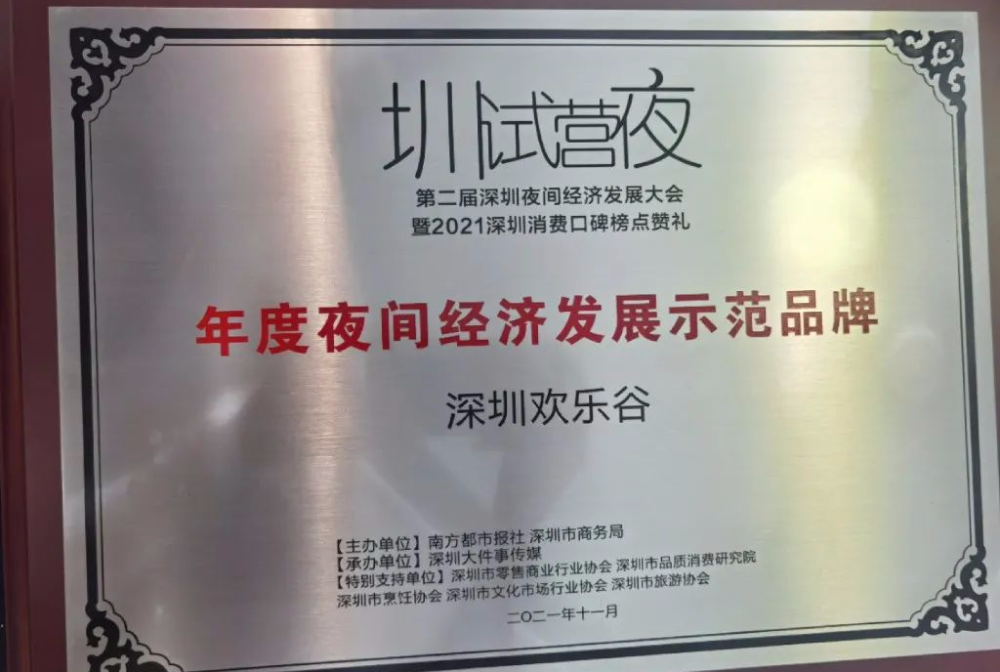 圳试营夜
第二届深圳夜间经济发展大会
暨2021深圳消费口碑榜点赞礼
年度夜间经济发展示范品牌
深圳欢乐谷
【主办单位】南方都市报社 深圳市商务局
【承办单位】深圳大件事传媒
【特别支持单位】深圳市零售商业行业协会 深圳市品质消费研究院
深圳市烹饪协会 深圳市文化市场行业协会 深圳市旅游协会
二〇二一年十一月